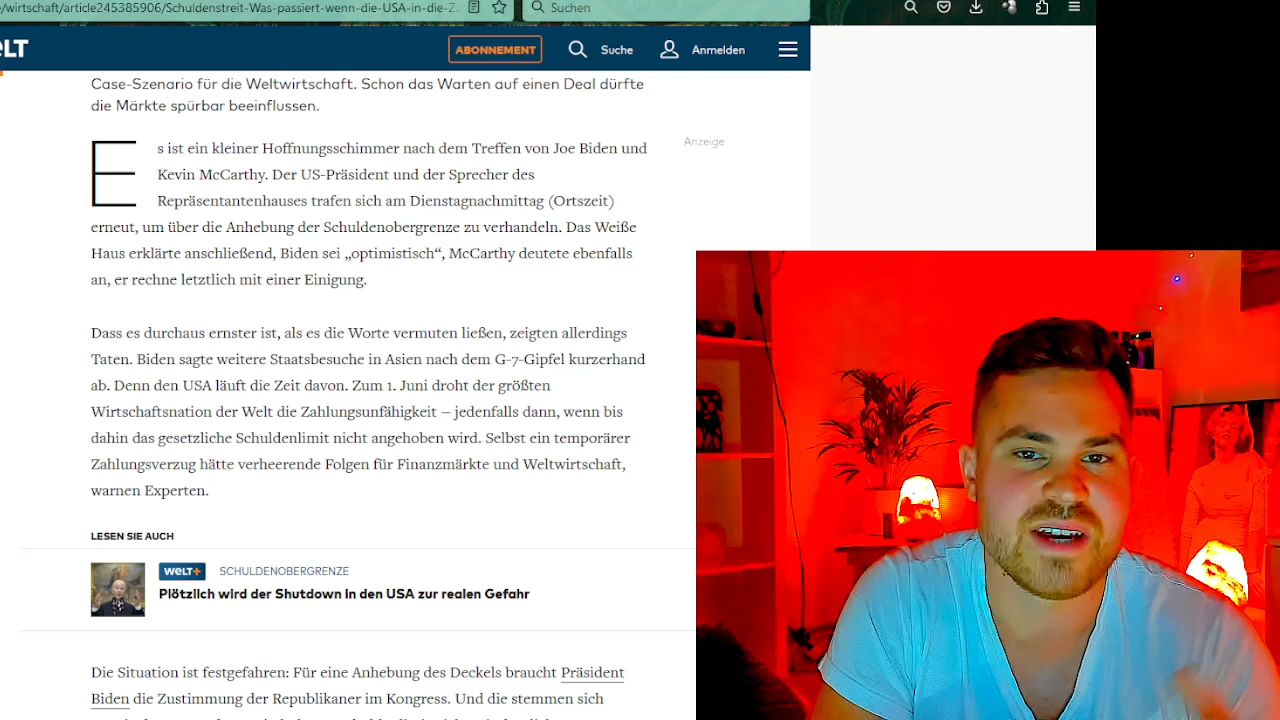 /wirtschaft/article245385906/Schuldenstreit-Was-passiert-wenn-die-USA-in-die-Z
Suchen
ABONNEMENT
Suche
Anmelden
Case-Szenario für die Weltwirtschaft. Schon das Warten auf einen Deal dürfte
die Märkte spürbar beeinflussen.
Anzeige
Es ist ein kleiner Hoffnungsschimmer nach dem Treffen von Joe Biden und
Kevin McCarthy. Der US-Präsident und der Sprecher des
Repräsentantenhauses trafen sich am Dienstagnachmittag (Ortszeit)
erneut, um über die Anhebung der Schuldenobergrenze zu verhandeln. Das Weiße
Haus erklärte anschließend, Biden sei „optimistisch“, McCarthy deutete ebenfalls
an, er rechne letztlich mit einer Einigung.
Dass es durchaus ernster ist, als es die Worte vermuten ließen, zeigten allerdings
Taten. Biden sagte weitere Staatsbesuche in Asien nach dem G-7-Gipfel kurzerhand
ab. Denn den USA läuft die Zeit davon. Zum 1. Juni droht der größten
Wirtschaftsnation der Welt die Zahlungsunfähigkeit – jedenfalls dann, wenn bis
dahin das gesetzliche Schuldenlimit nicht angehoben wird. Selbst ein temporärer
Zahlungsverzug hätte verheerende Folgen für Finanzmärkte und Weltwirtschaft,
warnen Experten.
LESEN SIE AUCH
WELT+ SCHULDENOBERGRENZE
Plötzlich wird der Shutdown in den USA zur realen Gefahr
Die Situation ist festgefahren: Für eine Anhebung des Deckels braucht Präsident
Biden die Zustimmung der Republikaner im Kongress. Und die stemmen sich